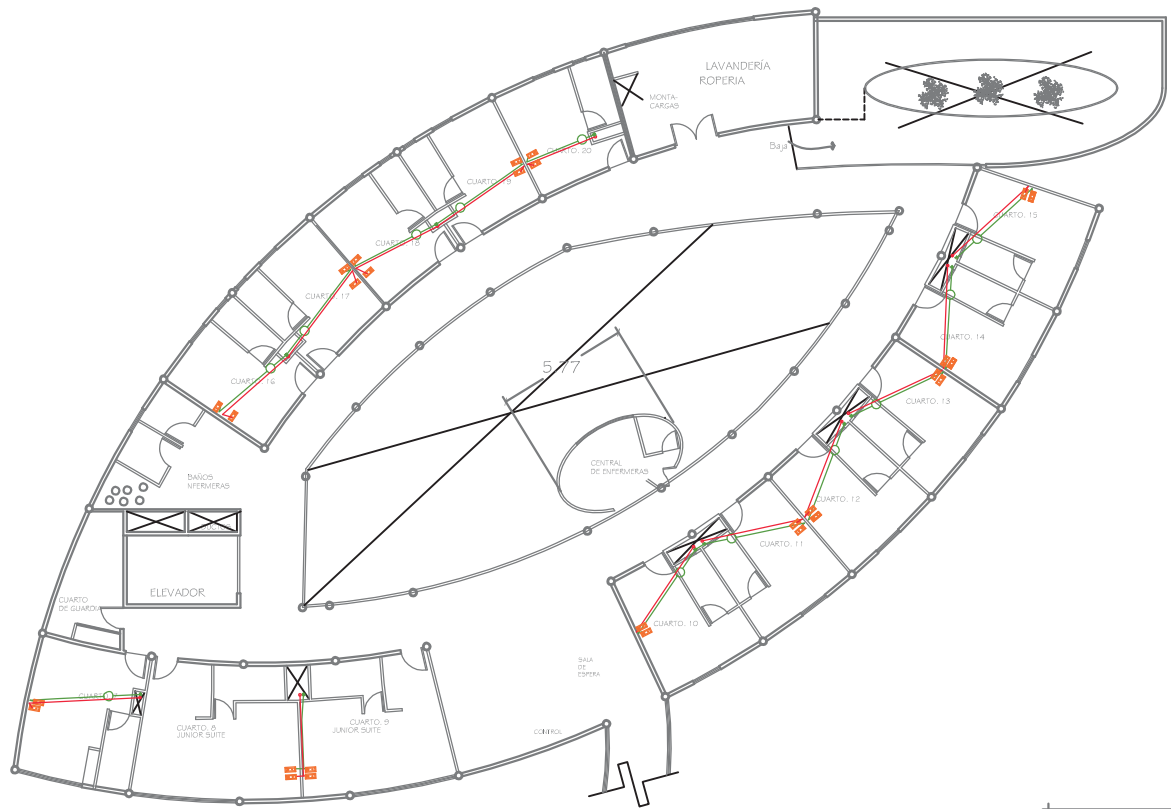 LAVANDERÍA
ROPERIA
MONTA-
CARGAS
Baja
CUARTO. 20
CUARTO. 19
CUARTO. 18
CUARTO. 17
CUARTO. 16
CUARTO. 15
CUARTO. 14
CUARTO. 13
CUARTO. 12
CUARTO. 11
CUARTO. 10
5.77
CENTRAL
DE ENFERMERAS
BAÑOS
NFERMERAS
ELEVADOR
CUARTO
DE GUARDIA
CUARTO. 8
JUNIOR SUITE
CUARTO. 9
JUNIOR SUITE
SALA
DE
ESPERA
CONTROL